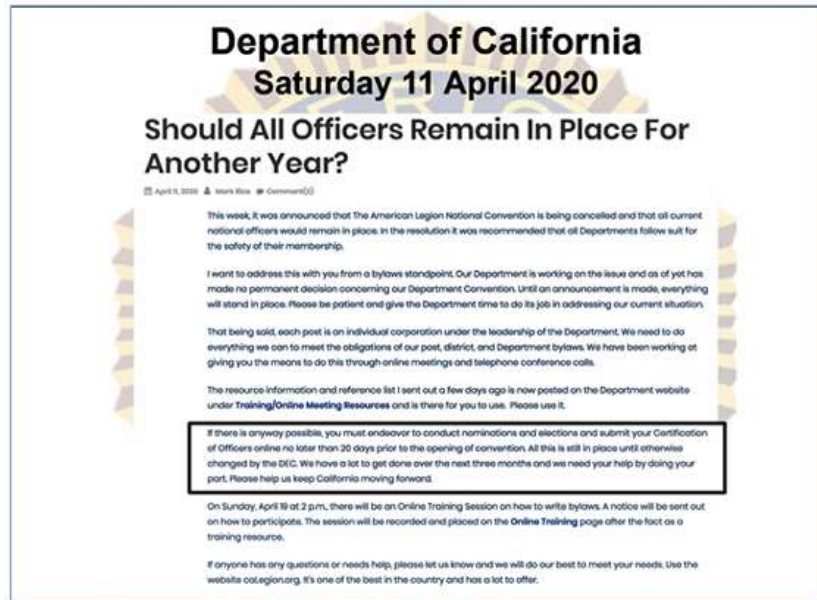 Department of California
Saturday 11 April 2020
Should All Officers Remain In Place For
Another Year?
April 11, 2020 Mark Rice Comment(0)
This week, it was announced that The American Legion National Convention is being cancelled and that all current
national officers would remain in place. In the resolution it was recommended that all Departments follow suit for
the safety of their membership.
I want to address this with you from a bylaws standpoint. Our Department is working on the issue and as of yet has
made no permanent decision concerning our Department Convention. Until an announcement is made, everything
will stand in place. Please be patient and give the Department time to do its job in addressing our current situation.
That being said, each post is an individual corporation under the leadership of the Department. We need to do
everything we can to meet the obligations of our post, district, and Department bylaws. We have been working at
giving you the means to do this through online meetings and telephone conference calls.
The resource information and reference list I sent out a few days ago is now posted on the Department website
under Training/Online Meeting Resources and is there for you to use. Please use it.
If there is anyway possible, you must endeavor to conduct nominations and elections and submit your Certification
of Officers online no later than 20 days prior to the opening of convention. All this is still in place until otherwise
changed by the DEC. We have a lot to get done over the next three months and we need your help by doing your
part. Please help us keep California moving forward.
On Sunday, April 19 at 2 p.m., there will be an Online Training Session on how to write bylaws. A notice will be sent out
on how to participate. The session will be recorded and placed on the Online Training page after the fact as a
training resource.
If anyone has any questions or needs help, please let us know and we will do our best to meet your needs. Use the
website calegion.org. It's one of the best in the country and has a lot to offer.